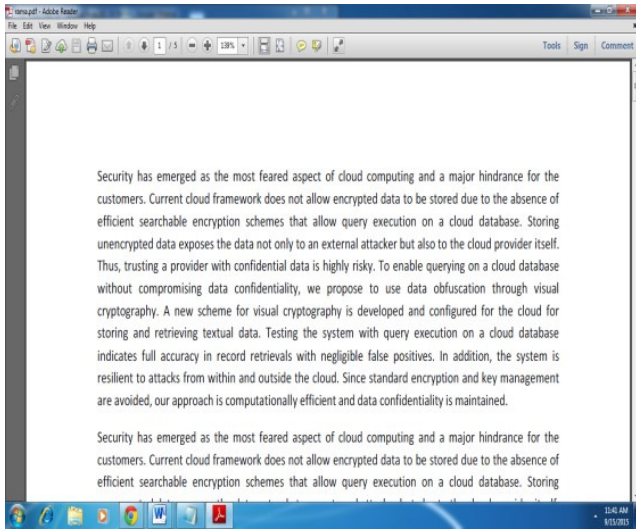 rama.pdf - Adobe Reader
File Edit View Window Help
1 / 3 139% Tools Sign Comment
Security has emerged as the most feared aspect of cloud computing and a major hindrance for the
customers. Current cloud framework does not allow encrypted data to be stored due to the absence of
efficient searchable encryption schemes that allow query execution on a cloud database. Storing
unencrypted data exposes the data not only to an external attacker but also to the cloud provider itself.
Thus, trusting a provider with confidential data is highly risky. To enable querying on a cloud database
without compromising data confidentiality, we propose to use data obfuscation through visual
cryptography. A new scheme for visual cryptography is developed and configured for the cloud for
storing and retrieving textual data. Testing the system with query execution on a cloud database
indicates full accuracy in record retrievals with negligible false positives. In addition, the system is
resilient to attacks from within and outside the cloud. Since standard encryption and key management
are avoided, our approach is computationally efficient and data confidentiality is maintained.
Security has emerged as the most feared aspect of cloud computing and a major hindrance for the
customers. Current cloud framework does not allow encrypted data to be stored due to the absence of
efficient searchable encryption schemes that allow query execution on a cloud database. Storing
11:41 AM
9/15/2015